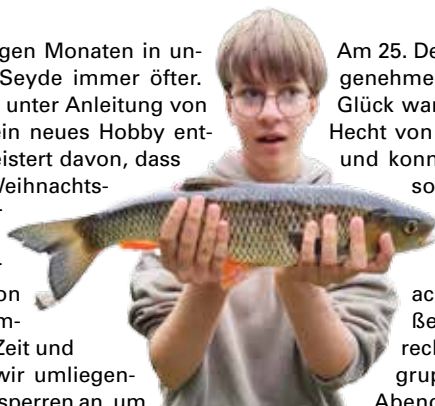 gen Monaten in un-
Seyde immer öfter.
unter Anleitung von
ein neues Hobby ent-
eistert davon, dass
Weihnachts-
on
m-
Zeit und
wir umliegen-
sperren an, um
Am 25. De
genehme
Glück war
Hecht von
und konn
so
ac
ße
rech
grup
Abend